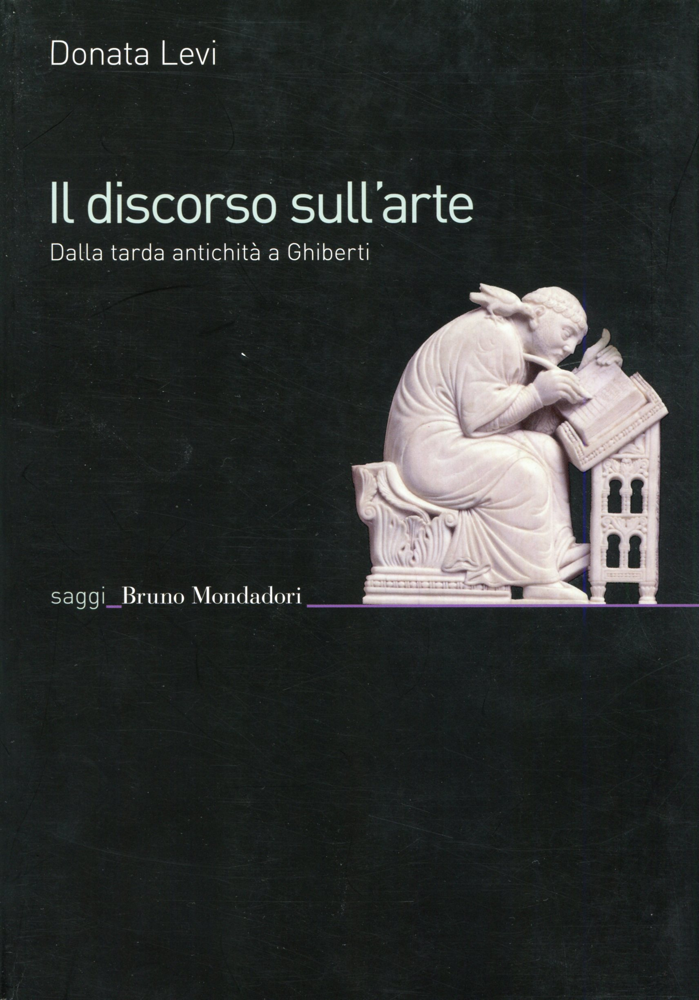 Donata Levi
Il discorso sull'arte
Dalla tarda antichità a Ghiberti
saggi_Bruno Mondadori